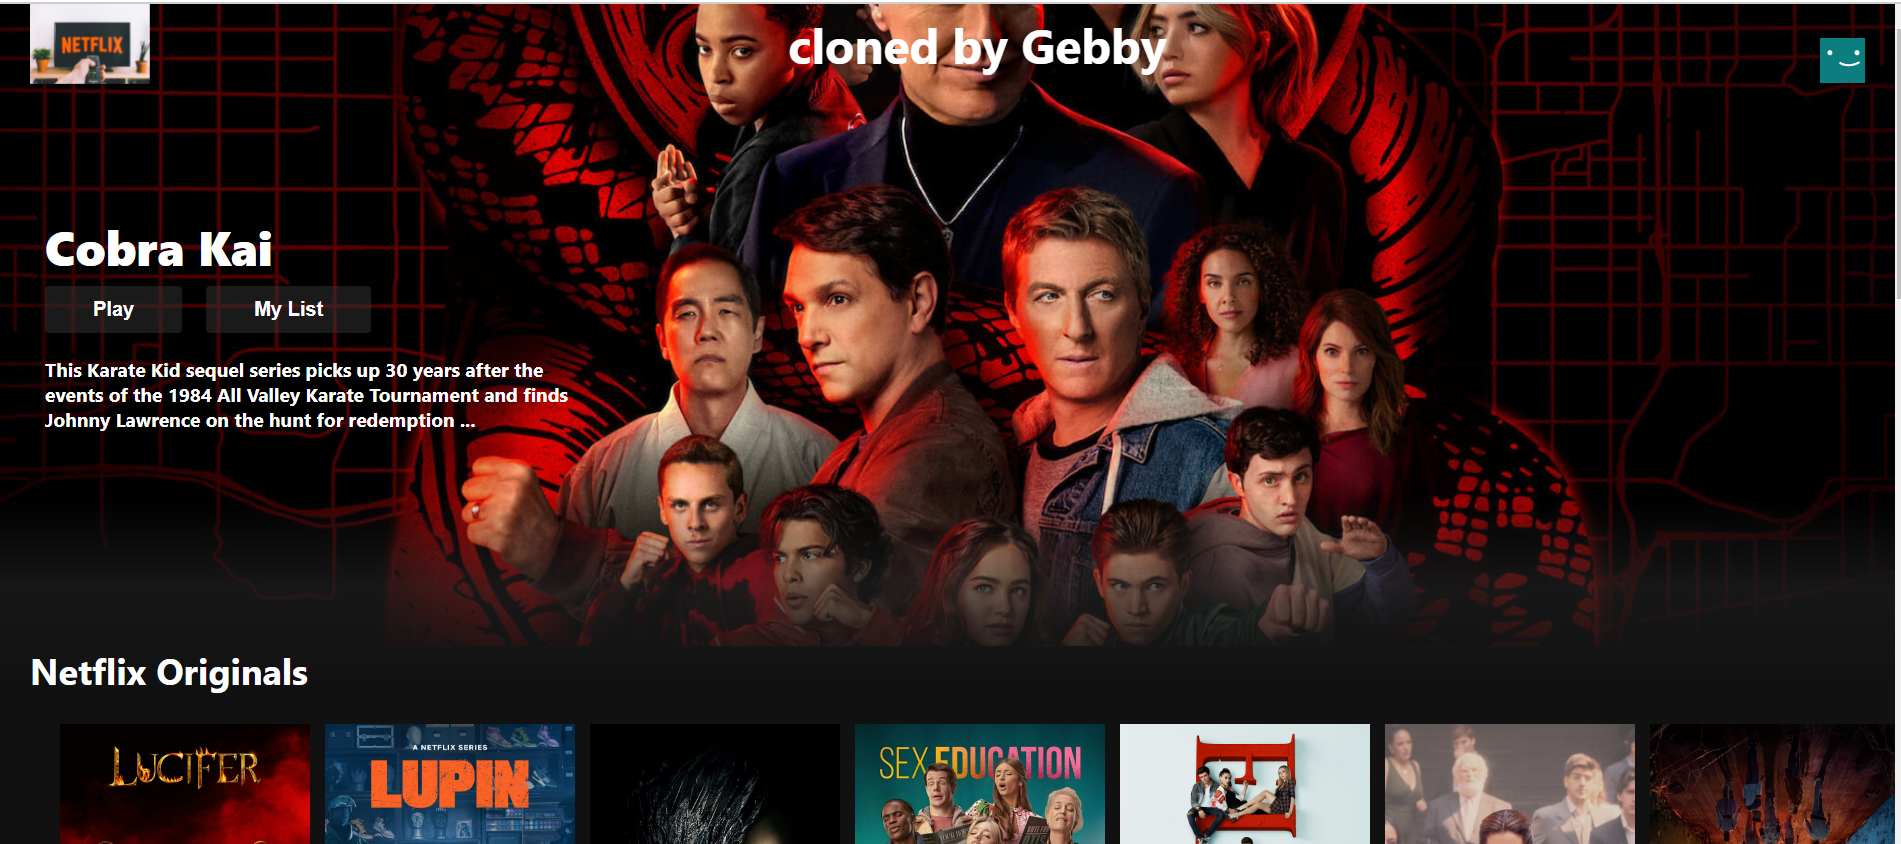 NETFLIX
cloned by Gebby
Cobra Kai
Play
My List
This Karate Kid sequel series picks up 30 years after the
events of the 1984 All Valley Karate Tournament and finds
Johnny Lawrence on the hunt for redemption ...
Netflix Originals
LUCIFER
A NETFLIX SERIES
LUPIN
SEX EDUCATION